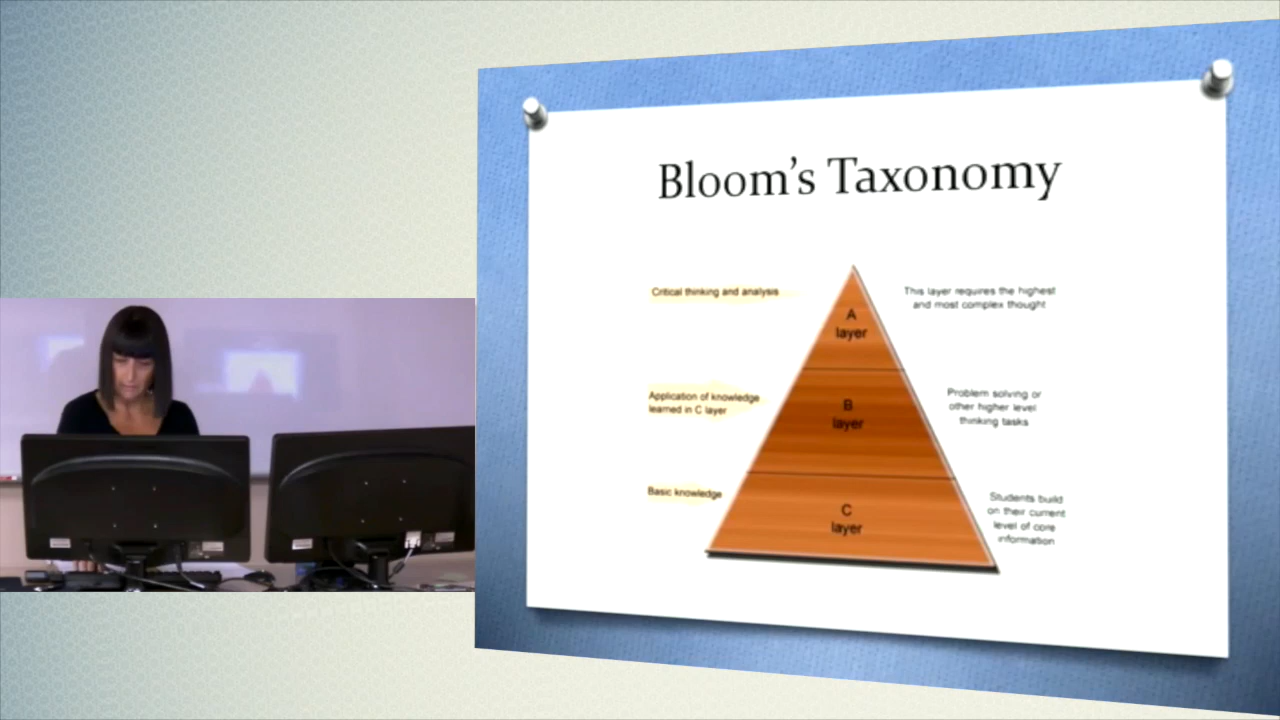 Bloom's Taxonomy
Critical thinking and analysis
This layer requires the highest
and most complex thought
A
layer
Application of knowledge
learned in C layer
B
layer
Problem solving or
other higher level
thinking tasks
Basic knowledge
C
layer
Students build
on their current
level of core
information